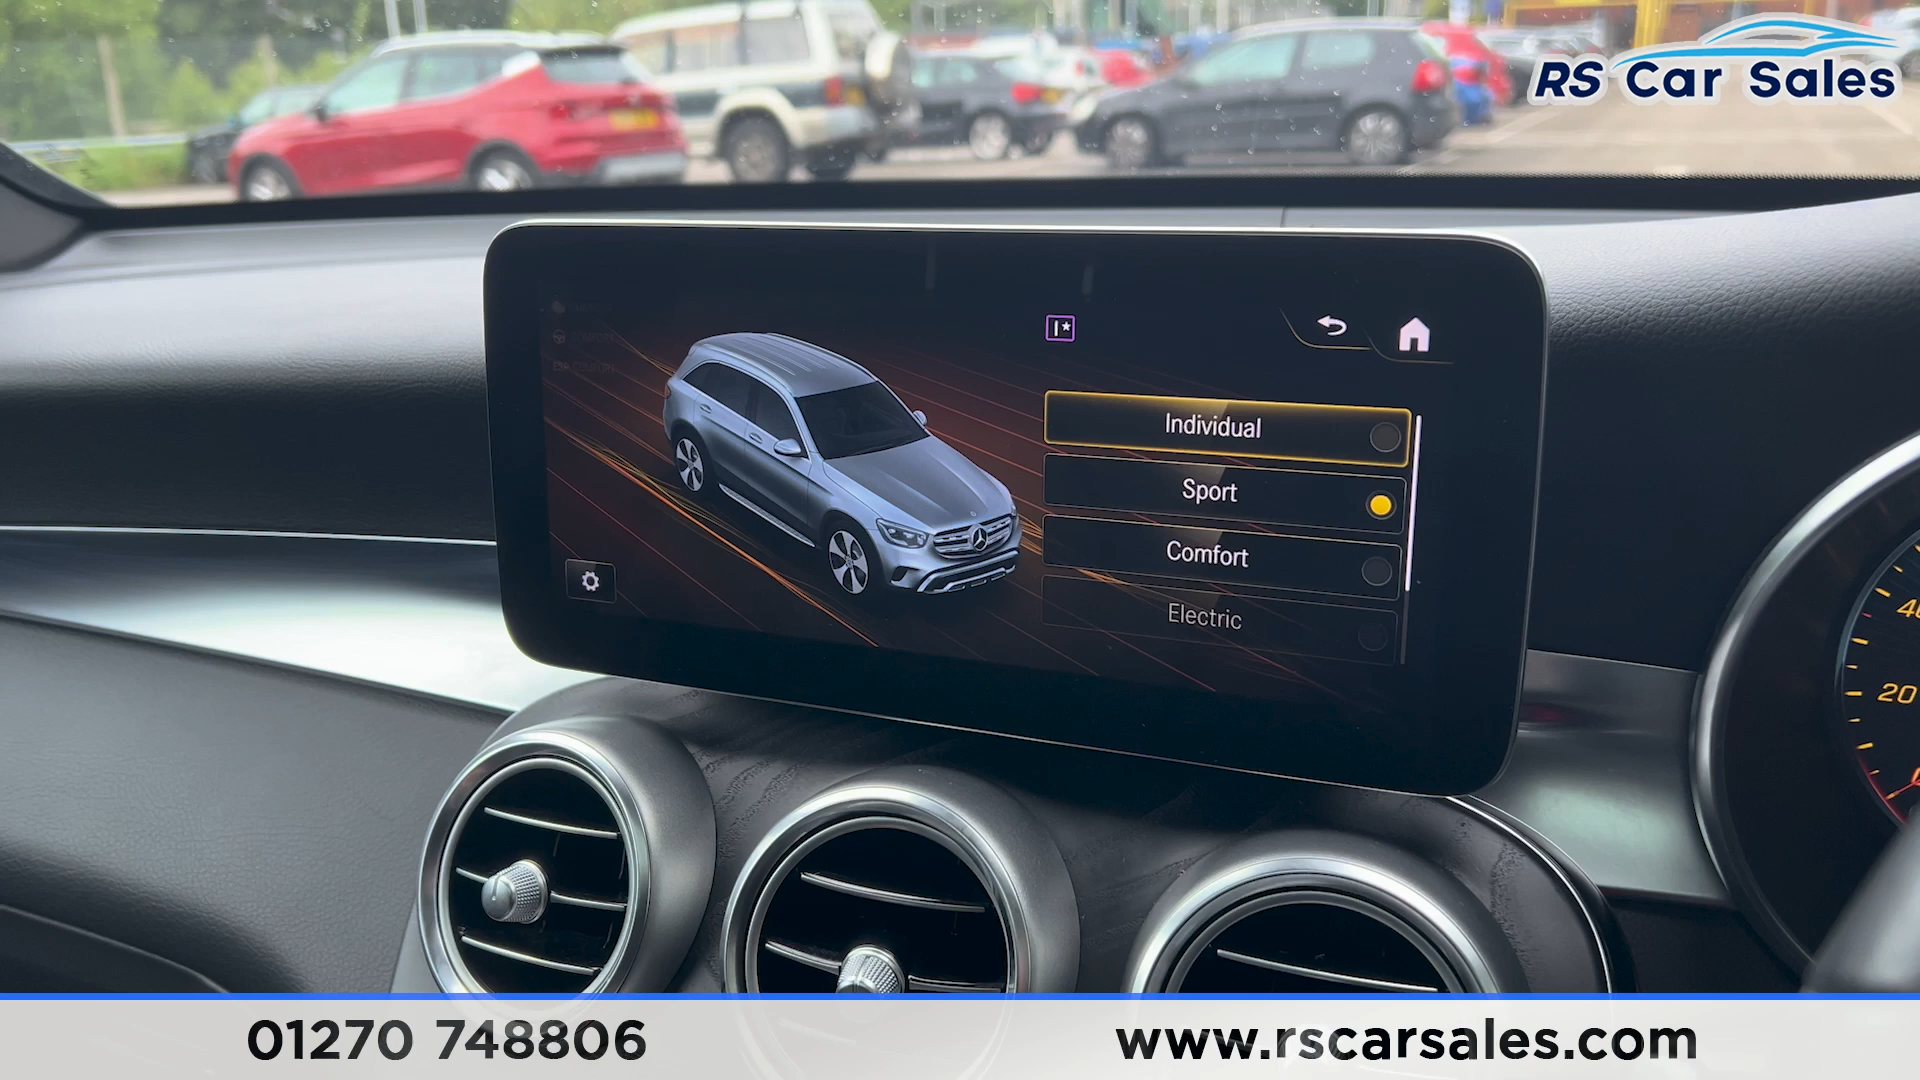 RS Car Sales
Individual
Sport
Comfort
Electric
20
01270 748806
www.rscarsales.com